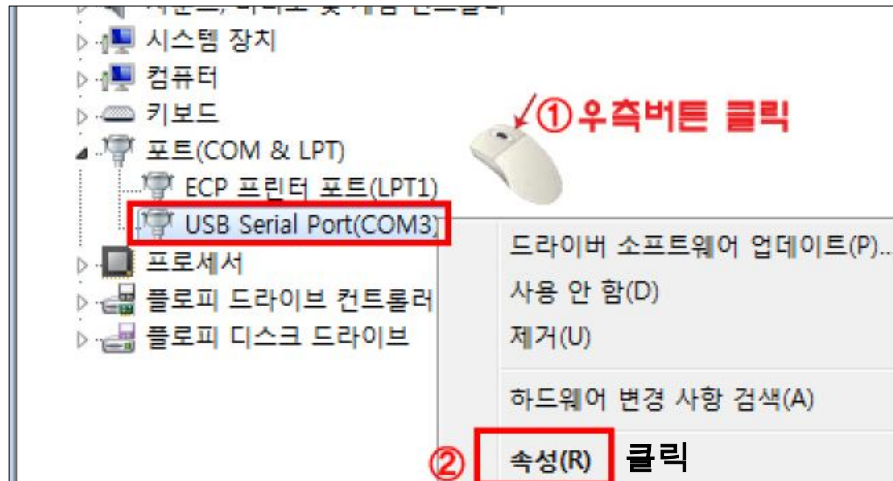 시스템 장치
컴퓨터
키보드
①우측버튼 클릭
포트(COM & LPT)
ECP 프린터 포트(LPT1)
USB Serial Port(COM3)
프로세서
플로피 드라이브 컨트롤러
플로피 디스크 드라이브
드라이버 소프트웨어 업데이트(P)...
사용 안 함(D)
제거(U)
하드웨어 변경 사항 검색(A)
② 속성(R) 클릭